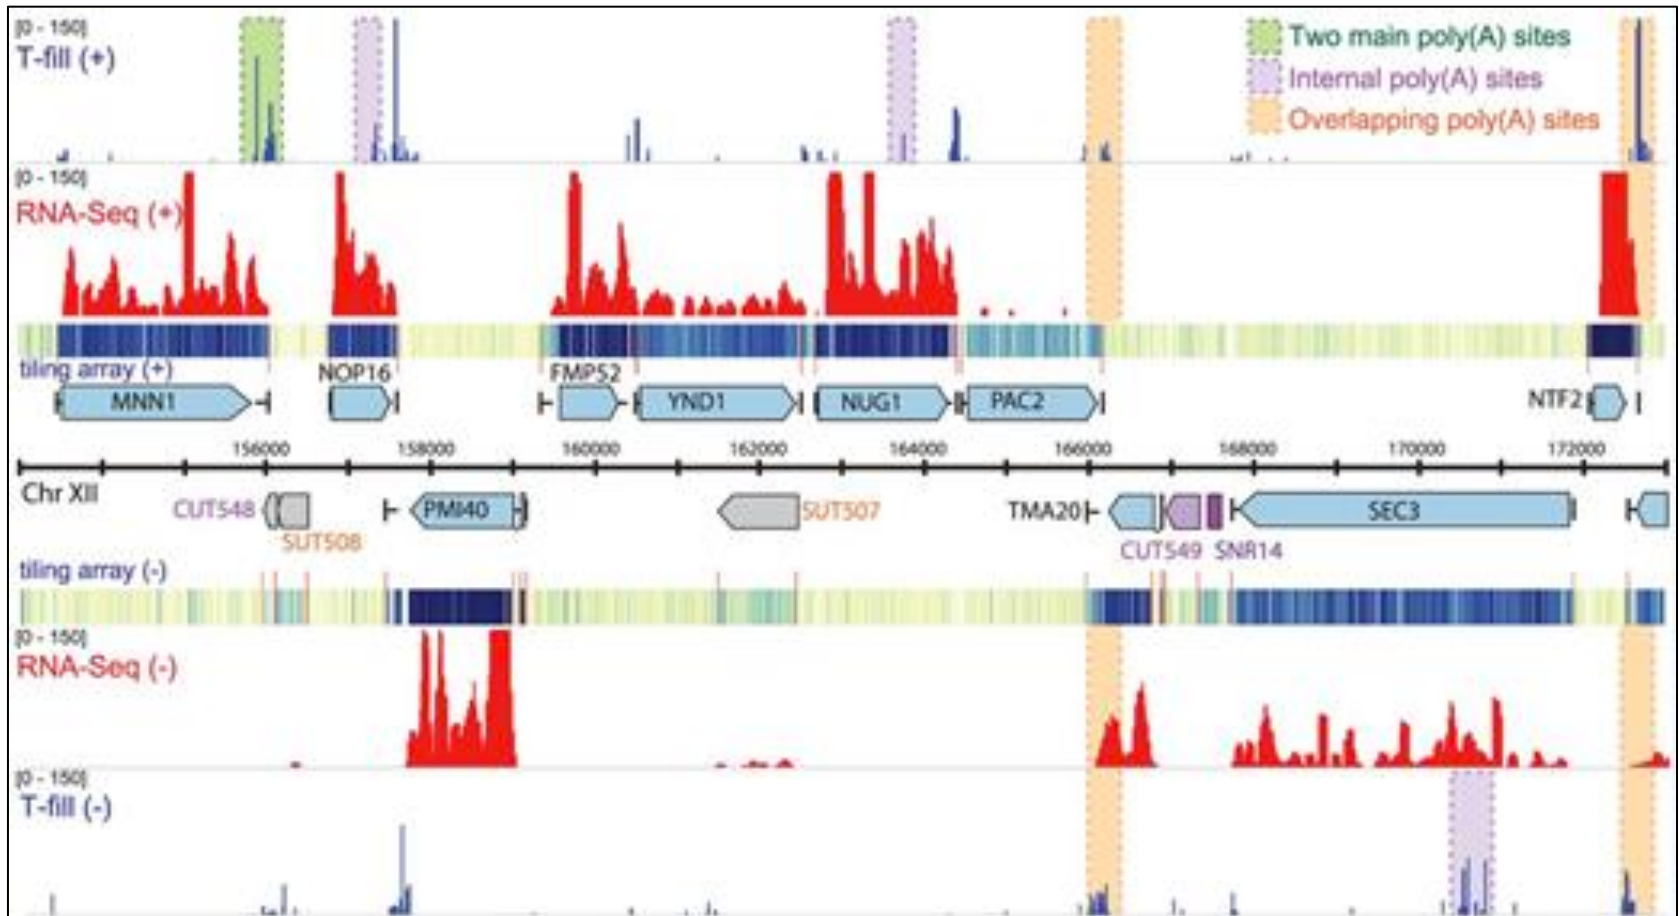 [0 - 150]
T-fill (+)
Two main poly(A) sites
Internal poly(A) sites
Overlapping poly(A) sites
[0 - 150]
RNA-Seq (+)
tiling array (+)
NOP16
FMP52
MNN1
YND1
NUG1
PAC2
NTF2
156000
158000
160000
162000
164000
166000
168000
170000
172000
Chr XII
CUT548
PMI40
SUT507
TMA20
SEC3
SUT508
CUT549
SNR14
tiling array (-)
[0 - 150]
RNA-Seq (-)
[0 - 150]
T-fill (-)